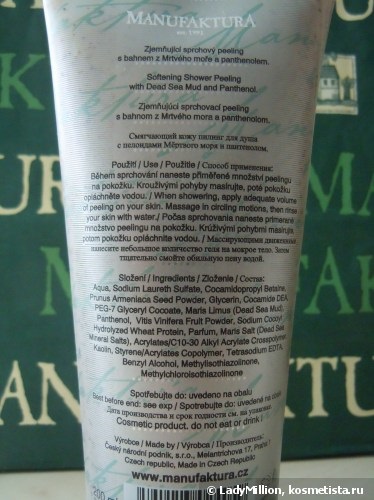 MANUFAKTURA
est. 1991
Zjemňující sprchový peeling
s bahnem z Mrtvého moře a panthenolem.
Softening Shower Peeling
with Dead Sea Mud and Panthenol.
Zjemňujúci sprchovací peeling
s bahnom z Mŕtveho mora a panthenolom.
Смягчающий кожу пилинг для душа
с пелоидами Мёртвого моря и пантенолом.
Použití / Use / Použitie / Способ применения:
Během sprchování naneste přiměřené množství peelingu
na pokožku. Krouživými pohyby masírujte, poté pokožku
opláchněte vodou. / When showering, apply adequate volume
of peeling on your skin. Massage in circling motions, then rinse
your skin with water. / Počas sprchovania naneste primerané
množstvo peelingu na pokožku. Krúživými pohybmi masírujte,
potom pokožku opláchnite vodou. / Массирующими движениями
нанесите небольшое количество геля на мокрое тело. Затем
тщательно смойте обильную пену водой.
Složení / Ingredients / Zloženie / Состав:
Aqua, Sodium Laureth Sulfate, Cocamidopropyl Betaine,
Prunus Armeniaca Seed Powder, Glycerin, Cocamide DEA,
PEG-7 Glyceryl Cocoate, Maris Limus (Dead Sea Mud),
Panthenol, Vitis Vinifera Fruit Powder, Sodium Cocoyl
Hydrolyzed Wheat Protein, Parfum, Maris Salt (Dead Sea
Mineral Salts), Acrylates/C10-30 Alkyl Acrylate Crosspolymer,
Kaolin, Styrene/Acrylates Copolymer, Tetrasodium EDTA,
Benzyl Alcohol, Methylisothiazolinone,
Methylchloroisothiazolinone
Spotřebujte do: uvedeno na obalu
Best before end: see exp / Spotrebujte do: uvedené na obale
Дата производства и срок годности см. на упаковке.
Cosmetic product, do not eat or drink!
Výrobce / Made by / Výrobca / Производитель:
Český národní podnik, s.r.o., Melantrichova 17, Praha 1
Czech republic, Made in Czech Republic
www.manufaktura.cz
200 ml
© LadyMillion, kosmetista.ru